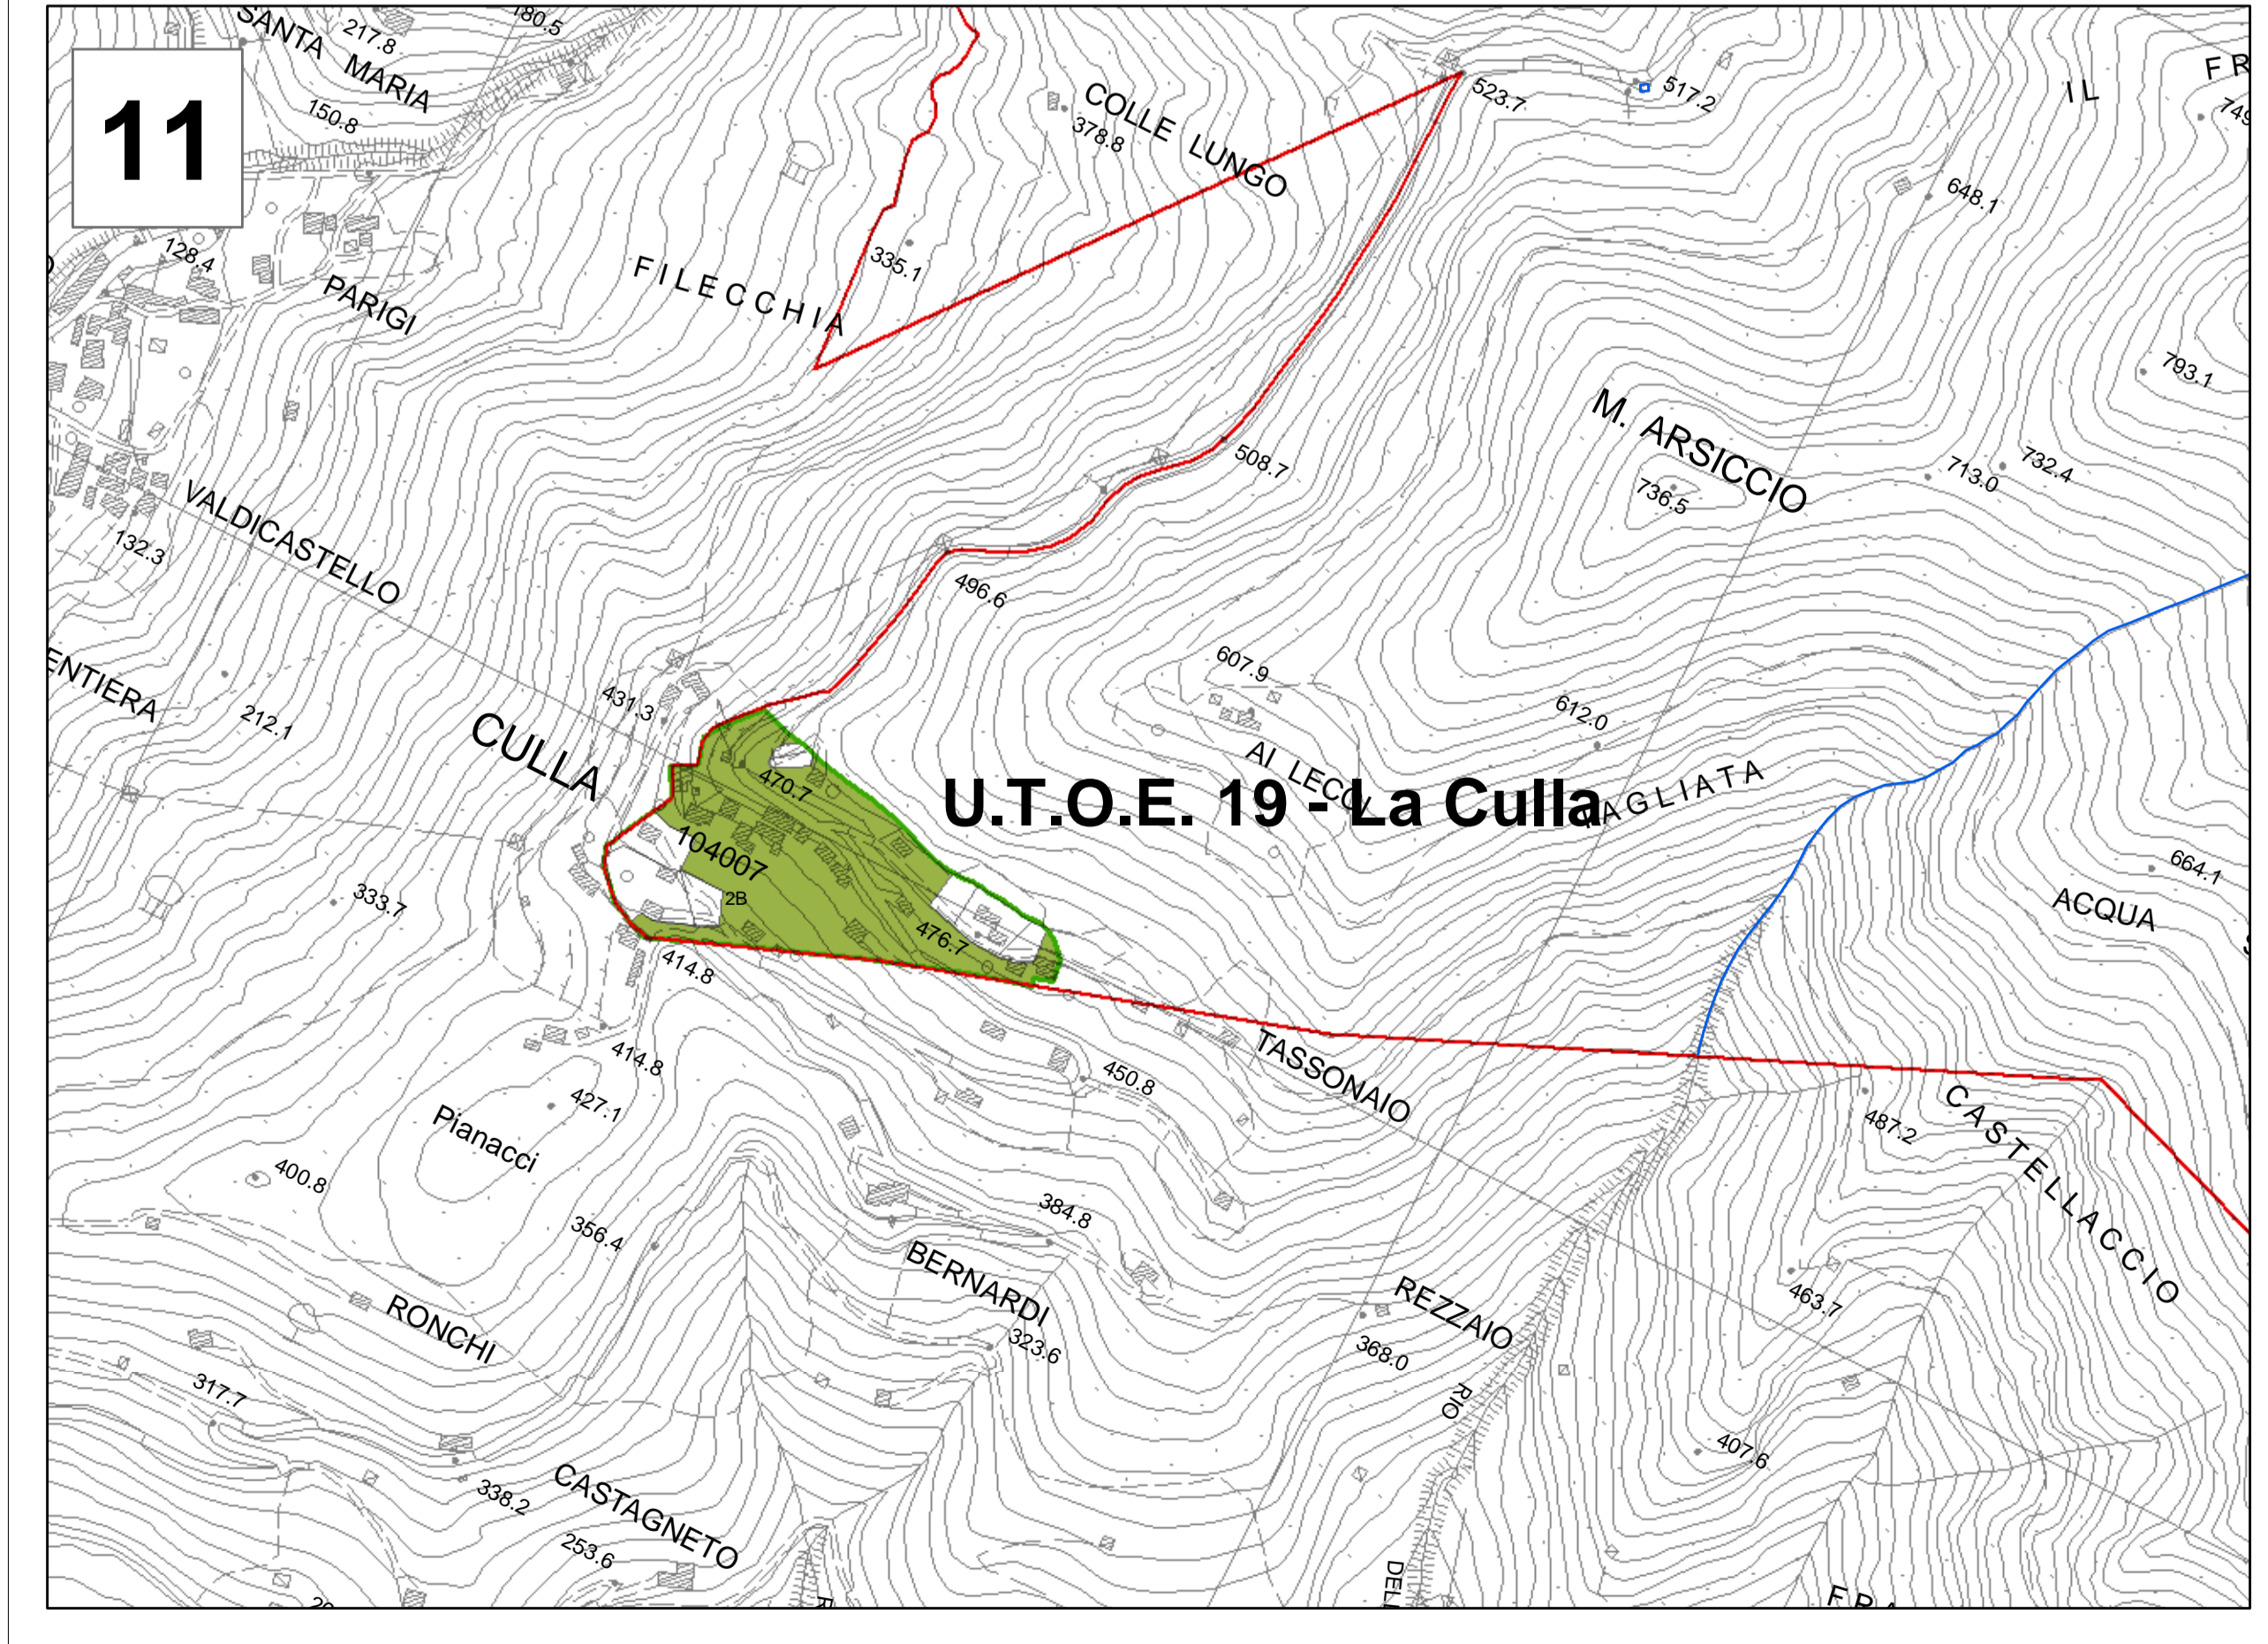 11
SANTA MARIA
217.8
180.5
150.8
128.4
PARIGI
COLLE LUNGO
378.8
523.7
517.2
IL
FR
749
648.1
335.1
FILECCHIA
793.1
M. ARSICCIO
736.5
713.0
732.4
508.7
VALDICASTELLO
132.3
496.6
ENTIERA
212.1
431.3
CULLA
607.9
612.0
AI LECCI
470.7
U.T.O.E. 19 - La Culla
AGLIATA
104007
2B
333.7
476.7
664.1
ACQUA
414.8
414.8
427.1
Pianacci
450.8
TASSONAIO
487.2
CASTELLACCIO
400.8
356.4
384.8
BERNARDI
323.6
REZZAIO
368.0
463.7
RONCHI
317.7
RIO
407.6
338.2
CASTAGNETO
253.6
DEL